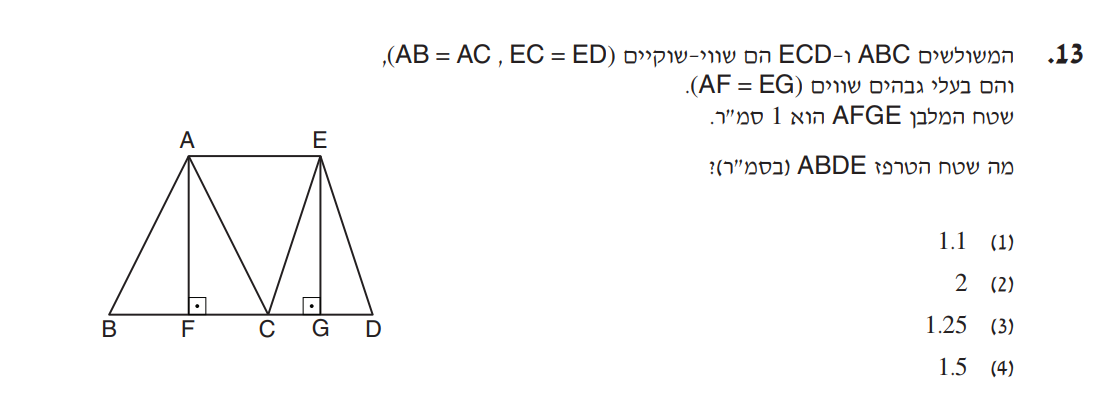 13. המשולשים ABC ו-ECD הם שווי-שוקיים (AB = AC , EC = ED),
והם בעלי גבהים שווים (AF = EG).
שטח המלבן AFGE הוא 1 סמ"ר.
מה שטח הטרפז ABDE (בסמ"ר)?
(1) 1.1
(2) 2
(3) 1.25
(4) 1.5
A E
B F C G D